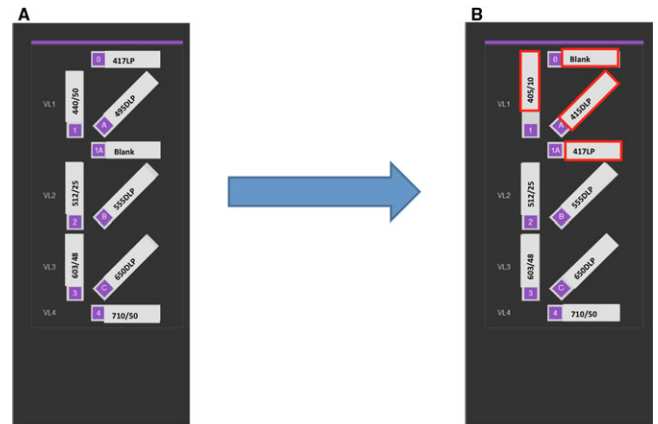 A
0 417LP
VL1 440/50 495DLP
1 A
1A Blank
VL2 512/25 555DLP
2 B
VL3 603/48 650DLP
3 C
VL4 4 710/50
B
0 Blank
VL1 405/10 415DLP
1 A
1A 417LP
VL2 512/25 555DLP
2 B
VL3 603/48 650DLP
3 C
VL4 4 710/50